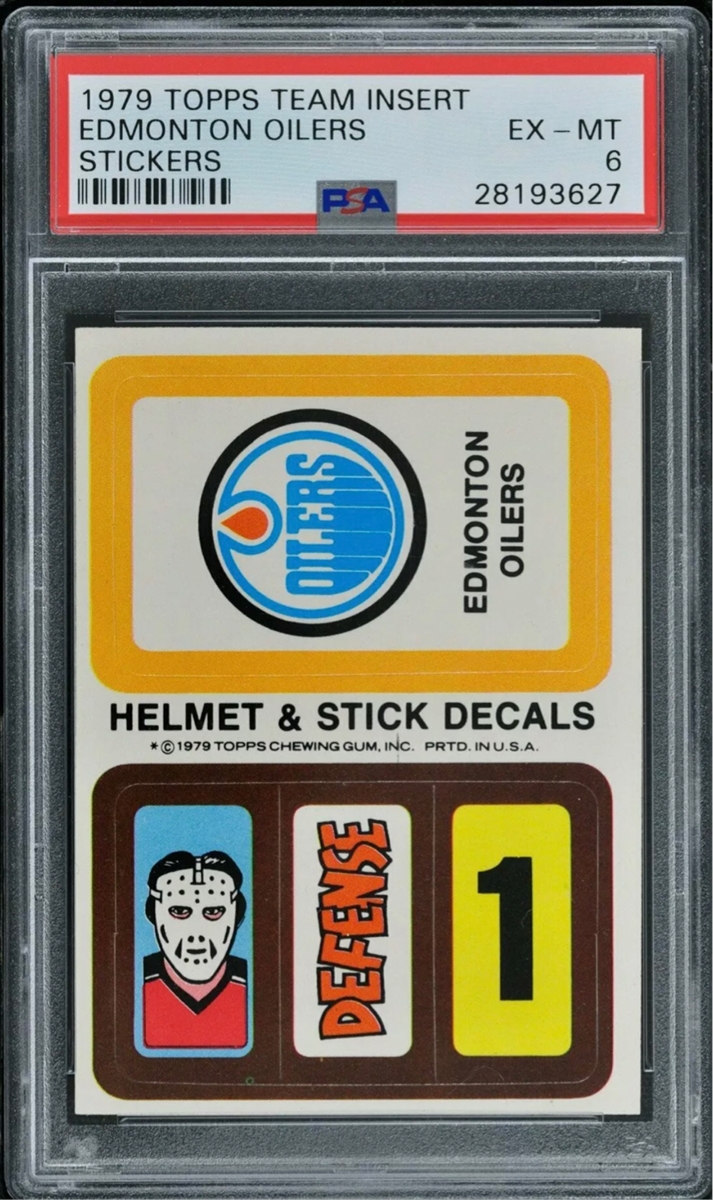 1979 TOPPS TEAM INSERT
EDMONTON OILERS EX - MT
STICKERS 6
PSA 28193627
OILERS
EDMONTON
OILERS
HELMET & STICK DECALS
*©1979 TOPPS CHEWING GUM, INC. PRTD. IN U.S.A.
DEFENSE
1